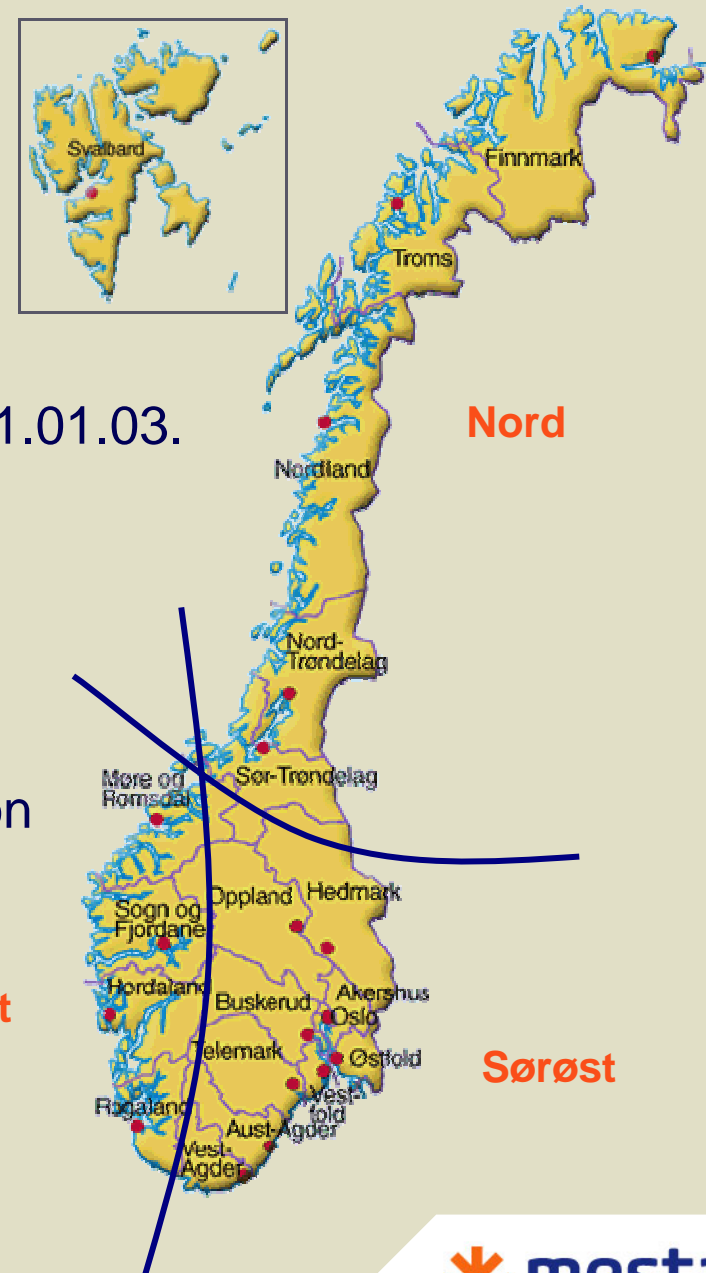 Svalbard
Finnmark
Troms
1.01.03.
Nord
Nordland
Nord-
Trøndelag
Sør-Trøndelag
Møre og
Romsdal
Oppland
Hedmark
Sogn og
Fjordane
Hordaland
Buskerud
Akershus
Oslo
Telemark
Østfold
Sørøst
Vest-
fold
Rogaland
Aust-Agder
Vest-
Agder